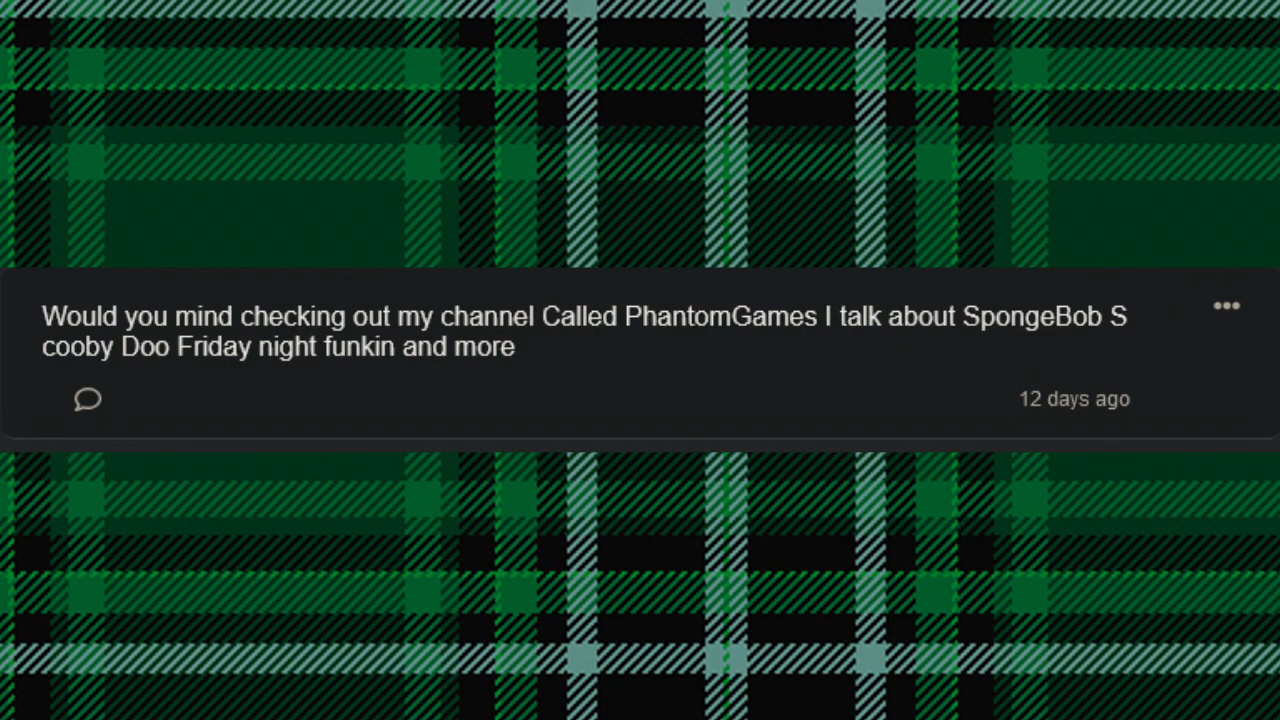 Would you mind checking out my channel Called PhantomGames I talk about SpongeBob S
cooby Doo Friday night funkin and more
12 days ago